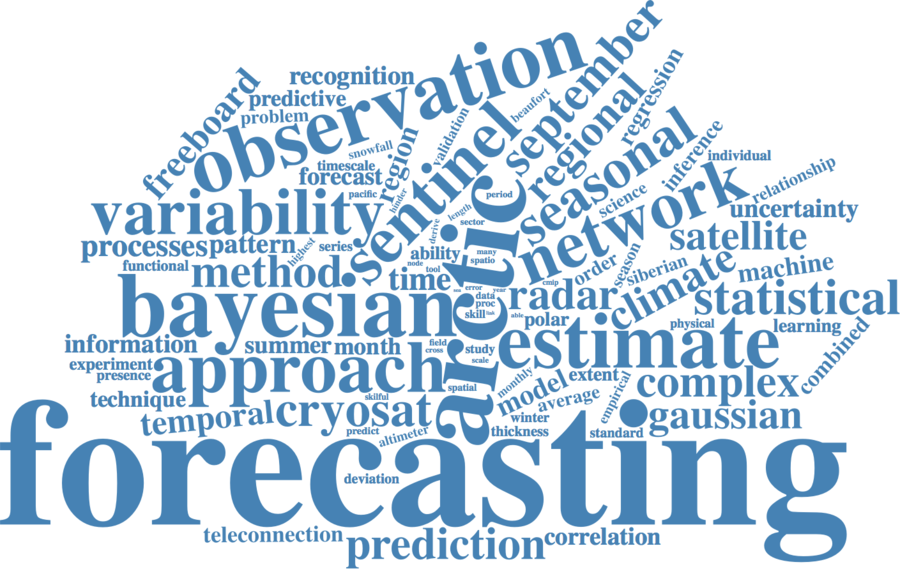 recognition
september
freeboard
predictive
observation
problem
regression
beaufort
validation
sentinel
regional
snowfall
region
timescale
forecast
seasonal
inference
individual
network
relationship
pacific
binder
period
science
variability
length
sector
derive
uncertainty
processes
pattern
series
highest
ability
many
spatio
satellite
functional
method
node
tool
time
arctic
season
order
siberian
climate
machine
bayesian
error
year
data
proc
skill
able
cmip
radar
polar
statistical
physical
learning
information
summer
month
field
cross
study
scale
estimate
experiment
presence
approach
spatial
monthly
model
extent
empirical
complex
combined
technique
temporal
cryosat
skilful
average
winter
gaussian
predict
altimeter
thickness
standard
forecasting
deviation
teleconnection
prediction
correlation